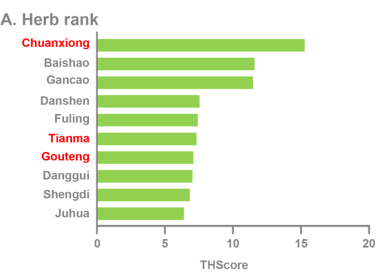 A. Herb rank
Chuanxiong
Baishao
Gancao
Danshen
Fuling
Tianma
Gouteng
Danggui
Shengdi
Juhua
0 5 10 15 20
THScore